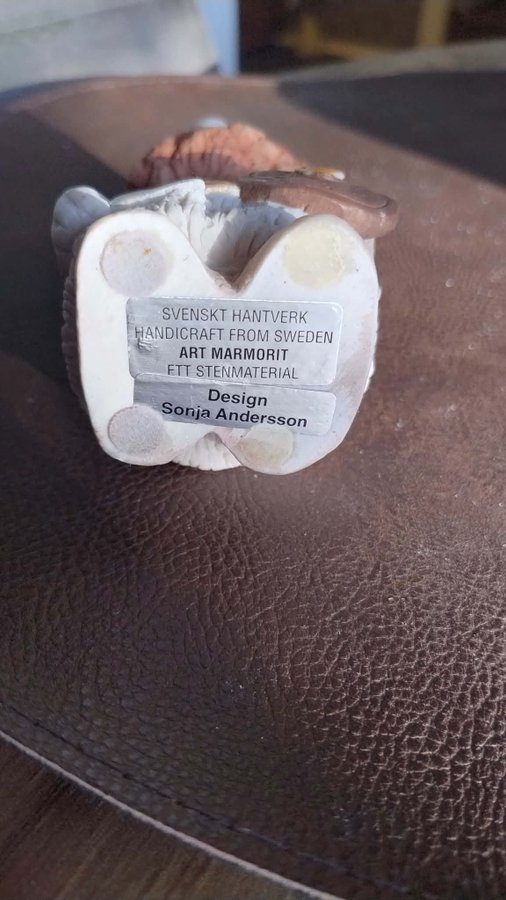 SVENSKT HANTVERK
HANDICRAFT FROM SWEDEN
ART MARMORIT
ETT STENMATERIAL
Design
Sonja Andersson